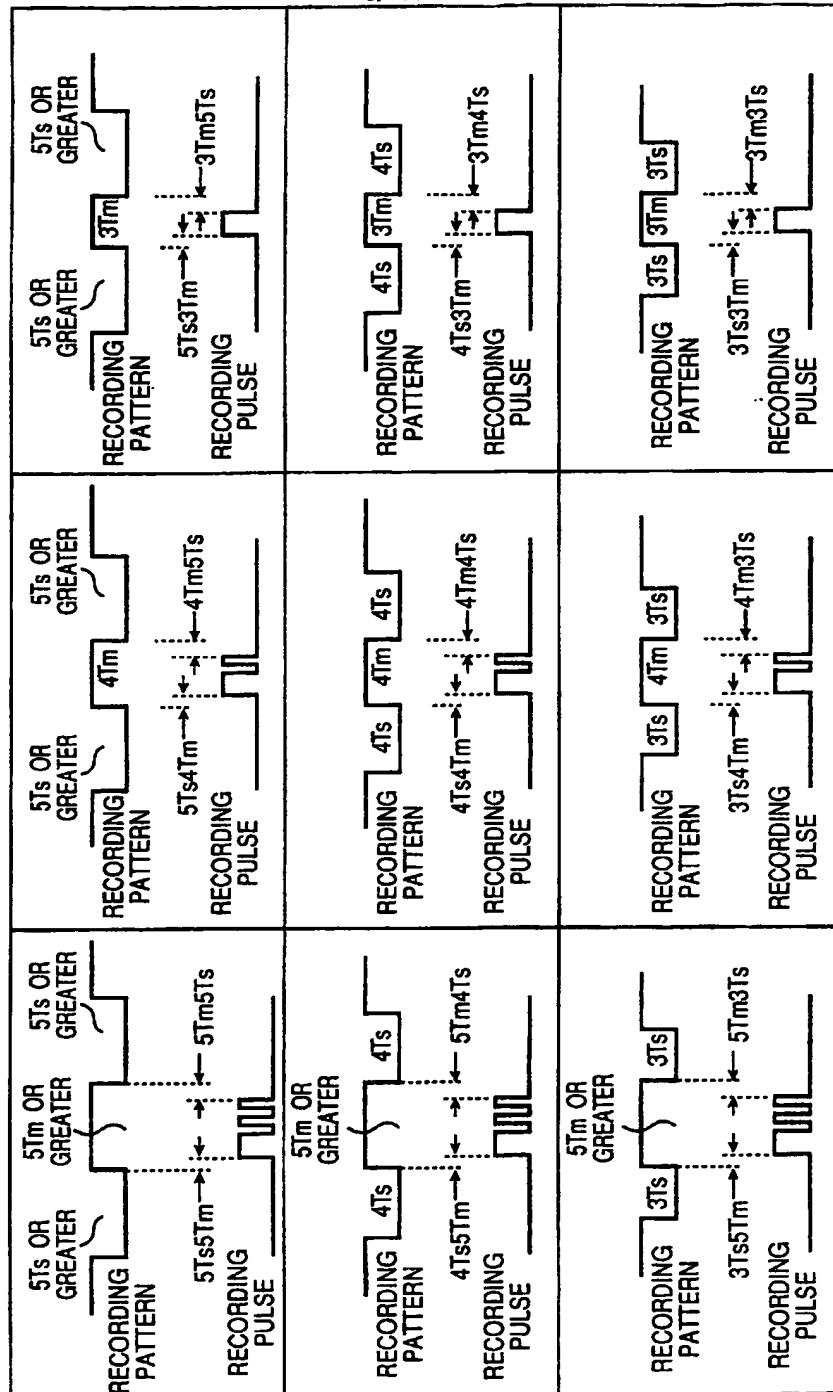 5Ts OR
GREATER
5Tm OR
GREATER
5Ts OR
GREATER
RECORDING
PATTERN
5Ts5Tm
5Tm5Ts
RECORDING
PULSE
5Ts OR
GREATER
5Ts OR
GREATER
4Tm
RECORDING
PATTERN
5Ts4Tm
4Tm5Ts
RECORDING
PULSE
5Ts OR
GREATER
5Ts OR
GREATER
3Tm
RECORDING
PATTERN
5Ts3Tm
3Tm5Ts
RECORDING
PULSE
5Tm OR
GREATER
4Ts
4Ts
RECORDING
PATTERN
4Ts5Tm
5Tm4Ts
RECORDING
PULSE
4Ts
4Tm
4Ts
RECORDING
PATTERN
4Ts4Tm
4Tm4Ts
RECORDING
PULSE
4Ts
3Tm
4Ts
RECORDING
PATTERN
4Ts3Tm
3Tm4Ts
RECORDING
PULSE
5Tm OR
GREATER
3Ts
3Ts
RECORDING
PATTERN
3Ts5Tm
5Tm3Ts
RECORDING
PULSE
3Ts
4Tm
3Ts
RECORDING
PATTERN
3Ts4Tm
4Tm3Ts
RECORDING
PULSE
3Ts
3Tm
3Ts
RECORDING
PATTERN
3Ts3Tm
3Tm3Ts
RECORDING
PULSE